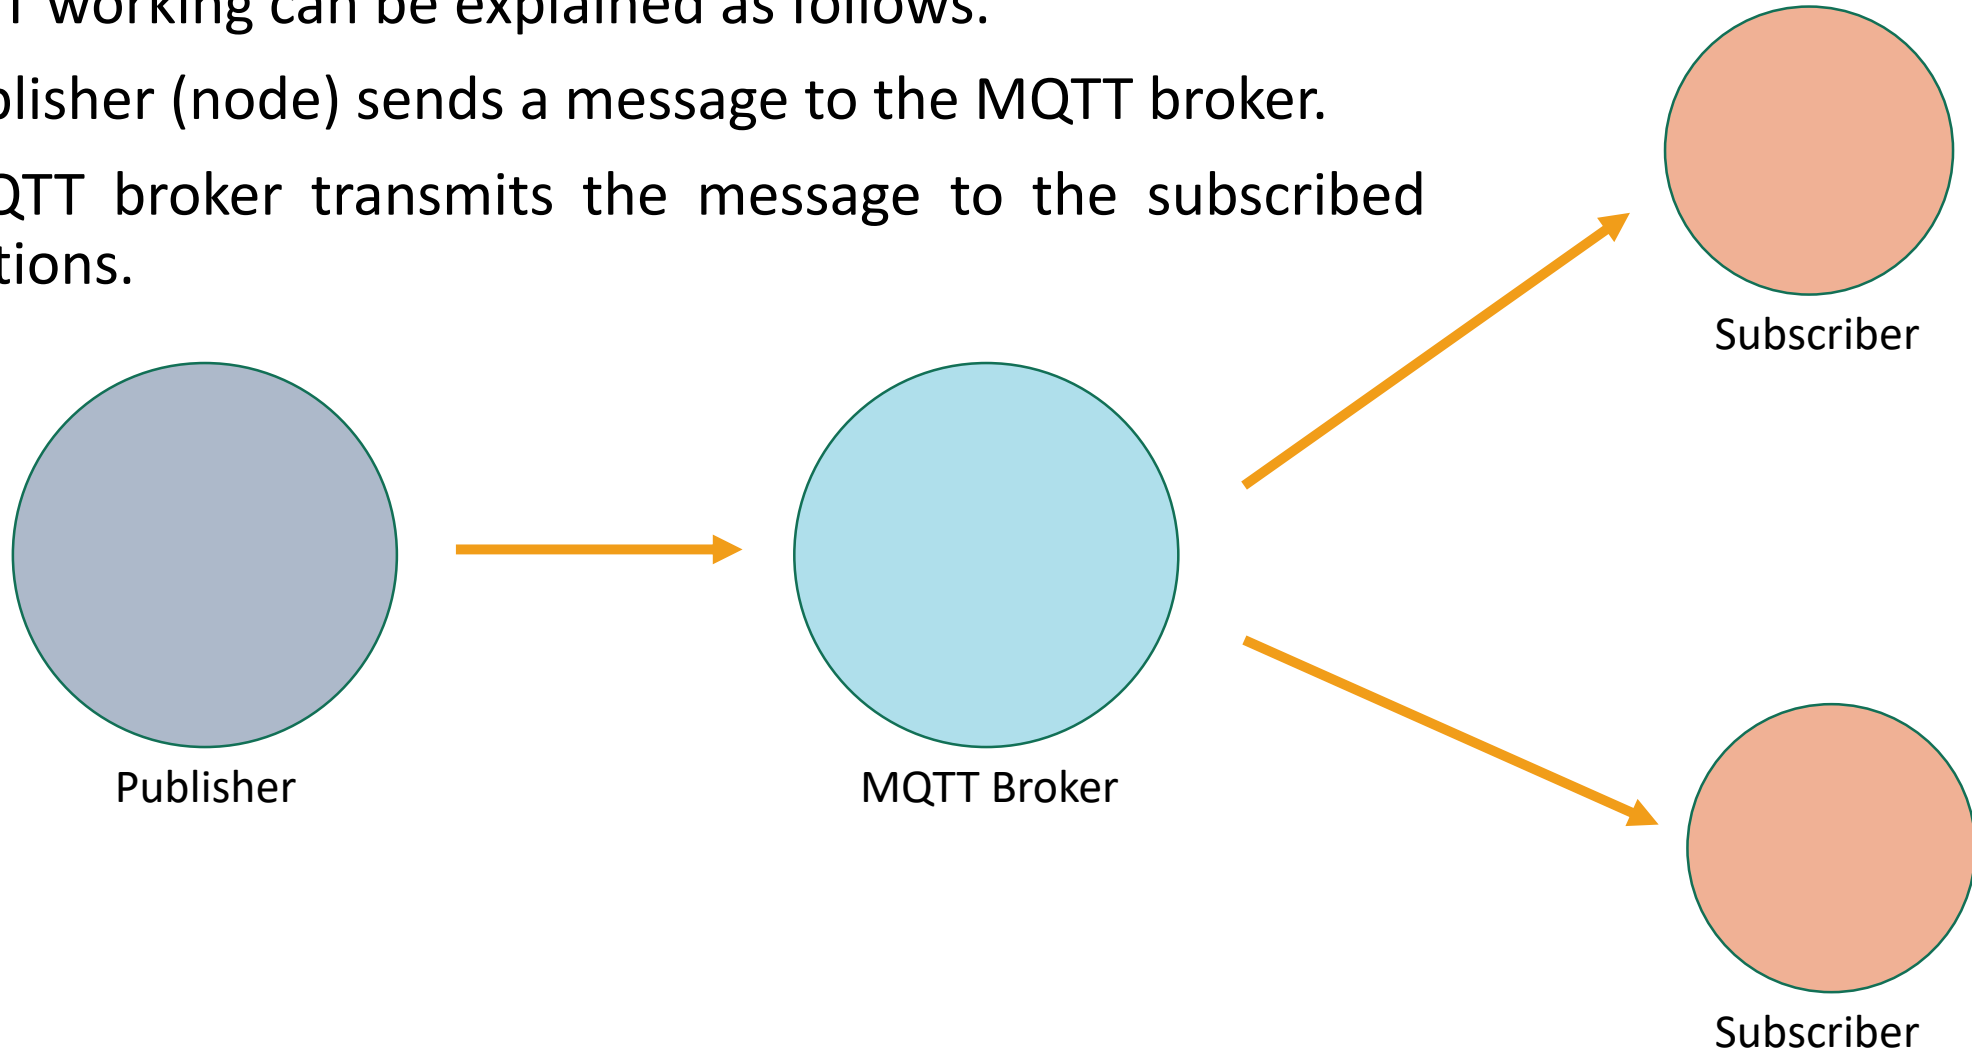 T working can be explained as follows.
blisher (node) sends a message to the MQTT broker.
QTT broker transmits the message to the subscribed
tions.
Subscriber
Publisher
MQTT Broker
Subscriber